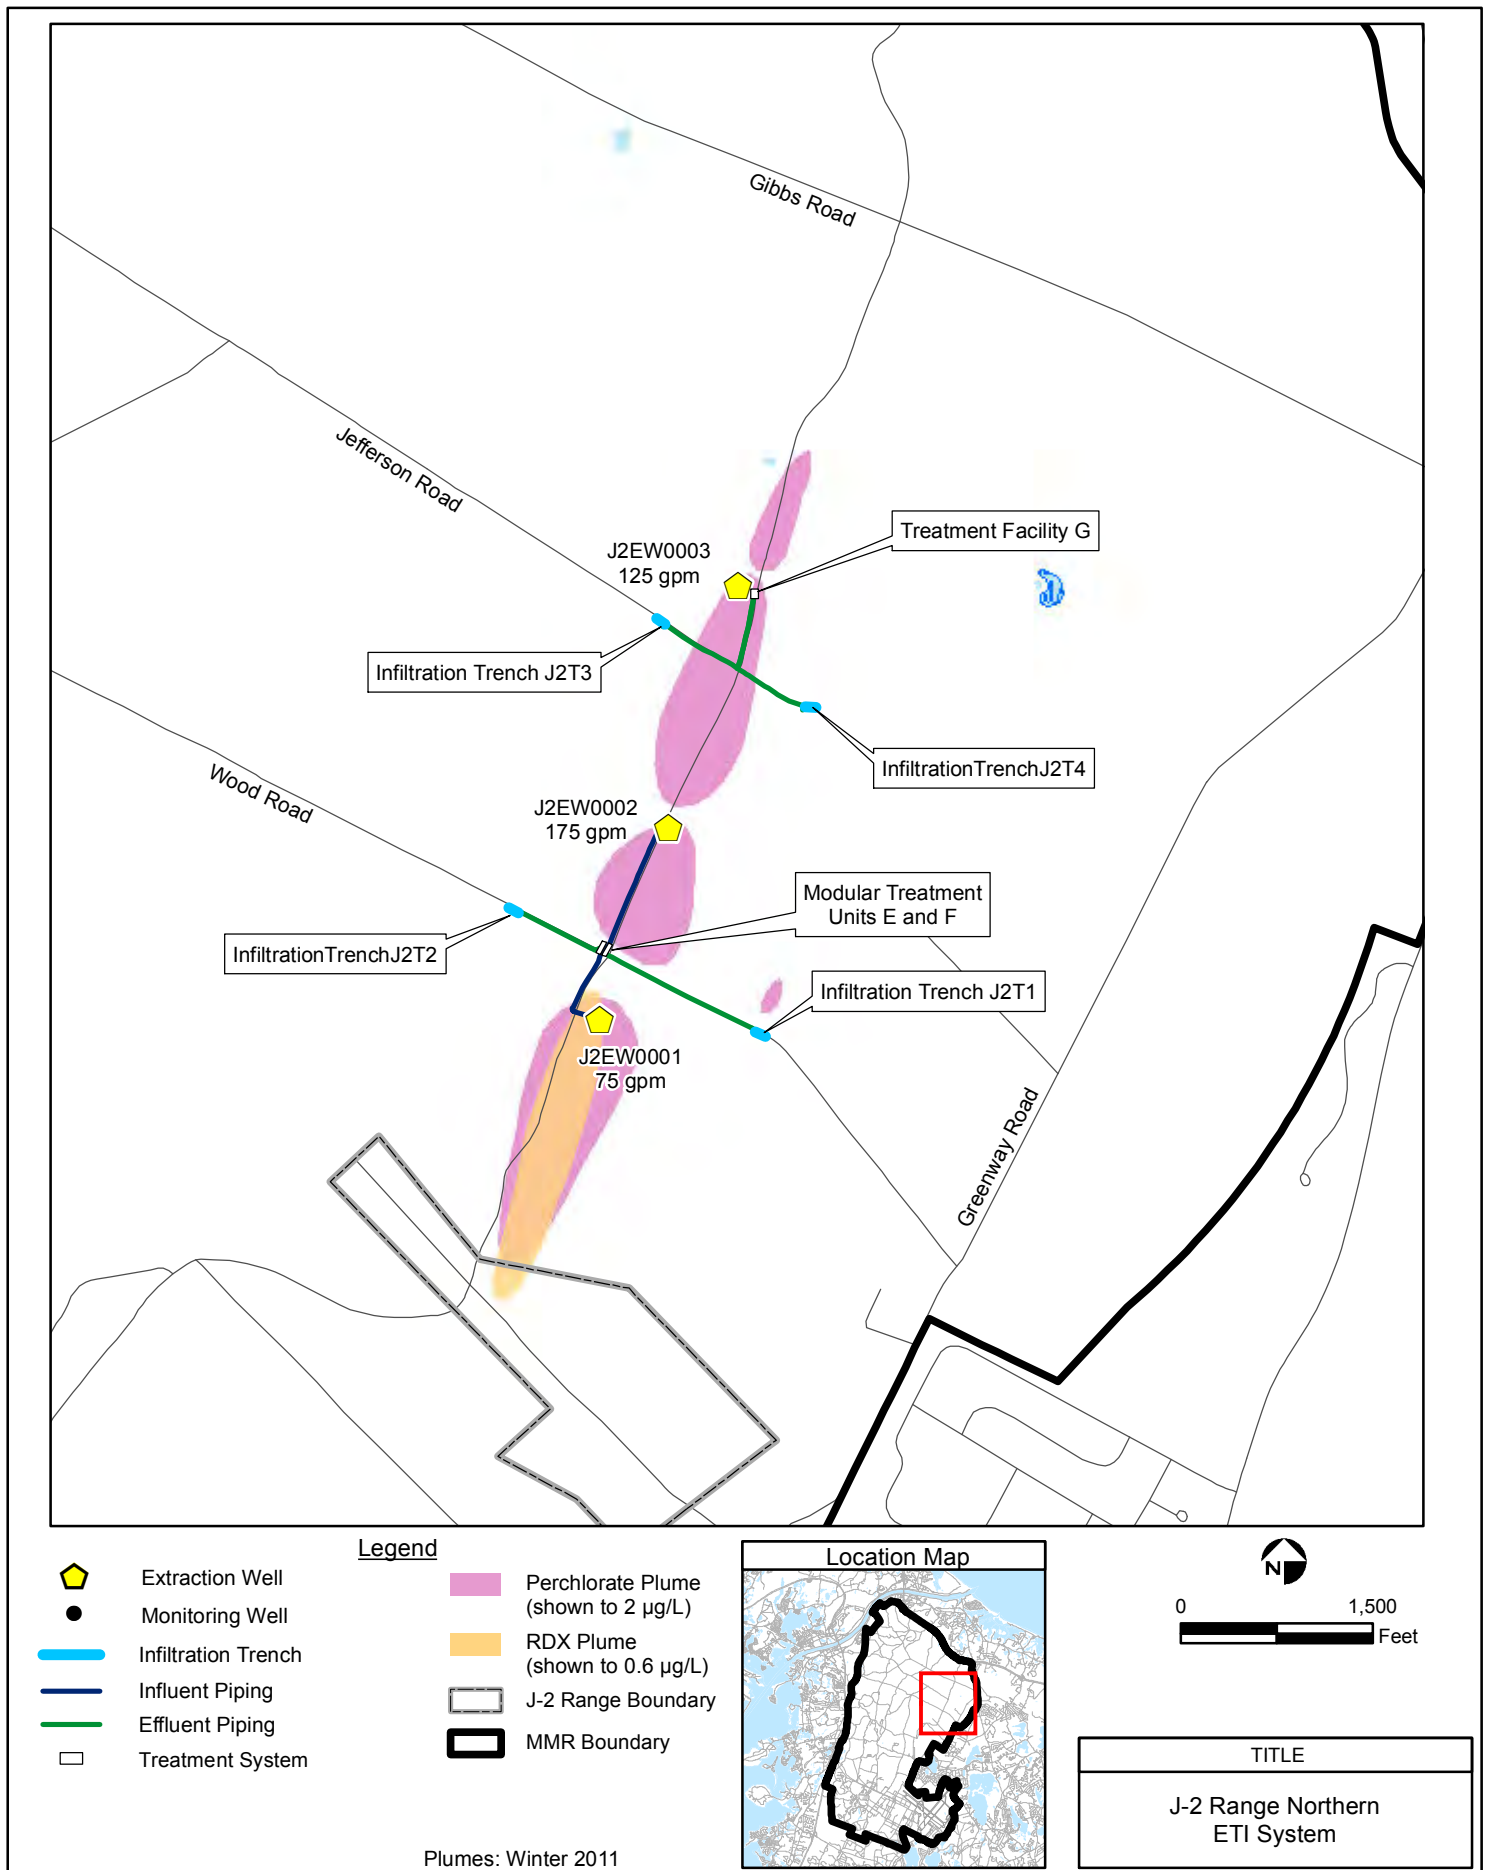 Gibbs Road
Jefferson Road
J2EW0003
125 gpm
Treatment Facility G
Infiltration Trench J2T3
InfiltrationTrenchJ2T4
Wood Road
J2EW0002
175 gpm
Modular Treatment
Units E and F
InfiltrationTrenchJ2T2
Infiltration Trench J2T1
J2EW0001
75 gpm
Greenway Road
Legend
Extraction Well
Monitoring Well
Infiltration Trench
Influent Piping
Effluent Piping
Treatment System
Perchlorate Plume
(shown to 2 µg/L)
RDX Plume
(shown to 0.6 µg/L)
J-2 Range Boundary
MMR Boundary
Plumes: Winter 2011
Location Map
N
0 1,500
Feet
TITLE
J-2 Range Northern
ETI System